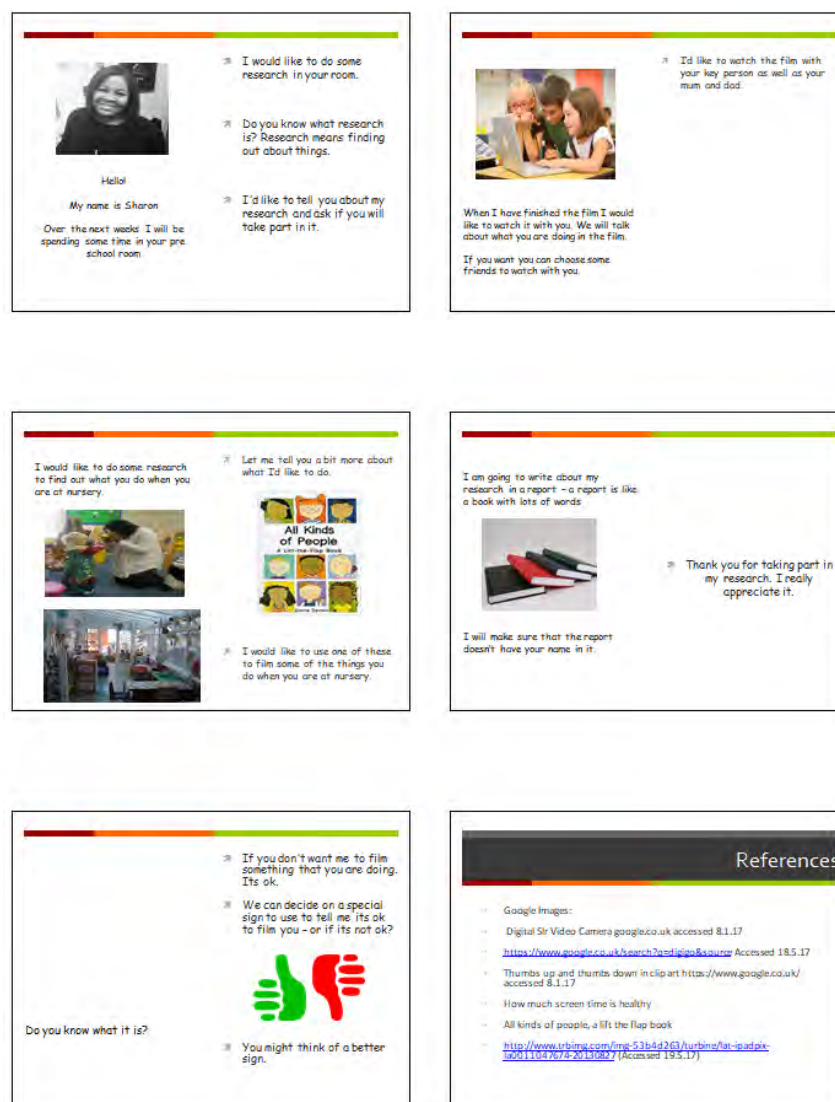 Hello!
My name is Sharon
Over the next weeks I will be
spending some time in your pre
school room
I would like to do some
research in your room.
Do you know what research
is? Research means finding
out about things.
I'd like to tell you about my
research and ask if you will
take part in it.
When I have finished the film I would
like to watch it with you. We will talk
about what you are doing in the film.
If you want you can choose some
friends to watch with you.
I'd like to watch the film with
your key person as well as your
mum and dad.
I would like to do some research
to find out what you do when you
are at nursery.
Let me tell you a bit more about
what I'd like to do.
All Kinds
of People
A Lift-the-Flap Book
I would like to use one of these
to film some of the things you
do when you are at nursery.
I am going to write about my
research in a report – a report is like
a book with lots of words
I will make sure that the report
doesn't have your name in it.
Thank you for taking part in
my research. I really
appreciate it.
Do you know what it is?
If you don't want me to film
something that you are doing.
Its ok.
We can decide on a special
sign to use to tell me its ok
to film you – or if its not ok?
You might think of a better
sign.
References
Google Images:
Digital Slr Video Camera google.co.uk accessed 8.1.17
https://www.google.co.uk/search?q=digigo&source Accessed 18.5.17
Thumbs up and thumbs down in clip art https://www.google.co.uk/
accessed 8.1.17
How much screen time is healthy
All kinds of people, a lift the flap book
http://www.trbimg.com/img-53b4d263/turbine/lat-ipadpix-
la0011047674-20130827 (Accessed 19.5.17)